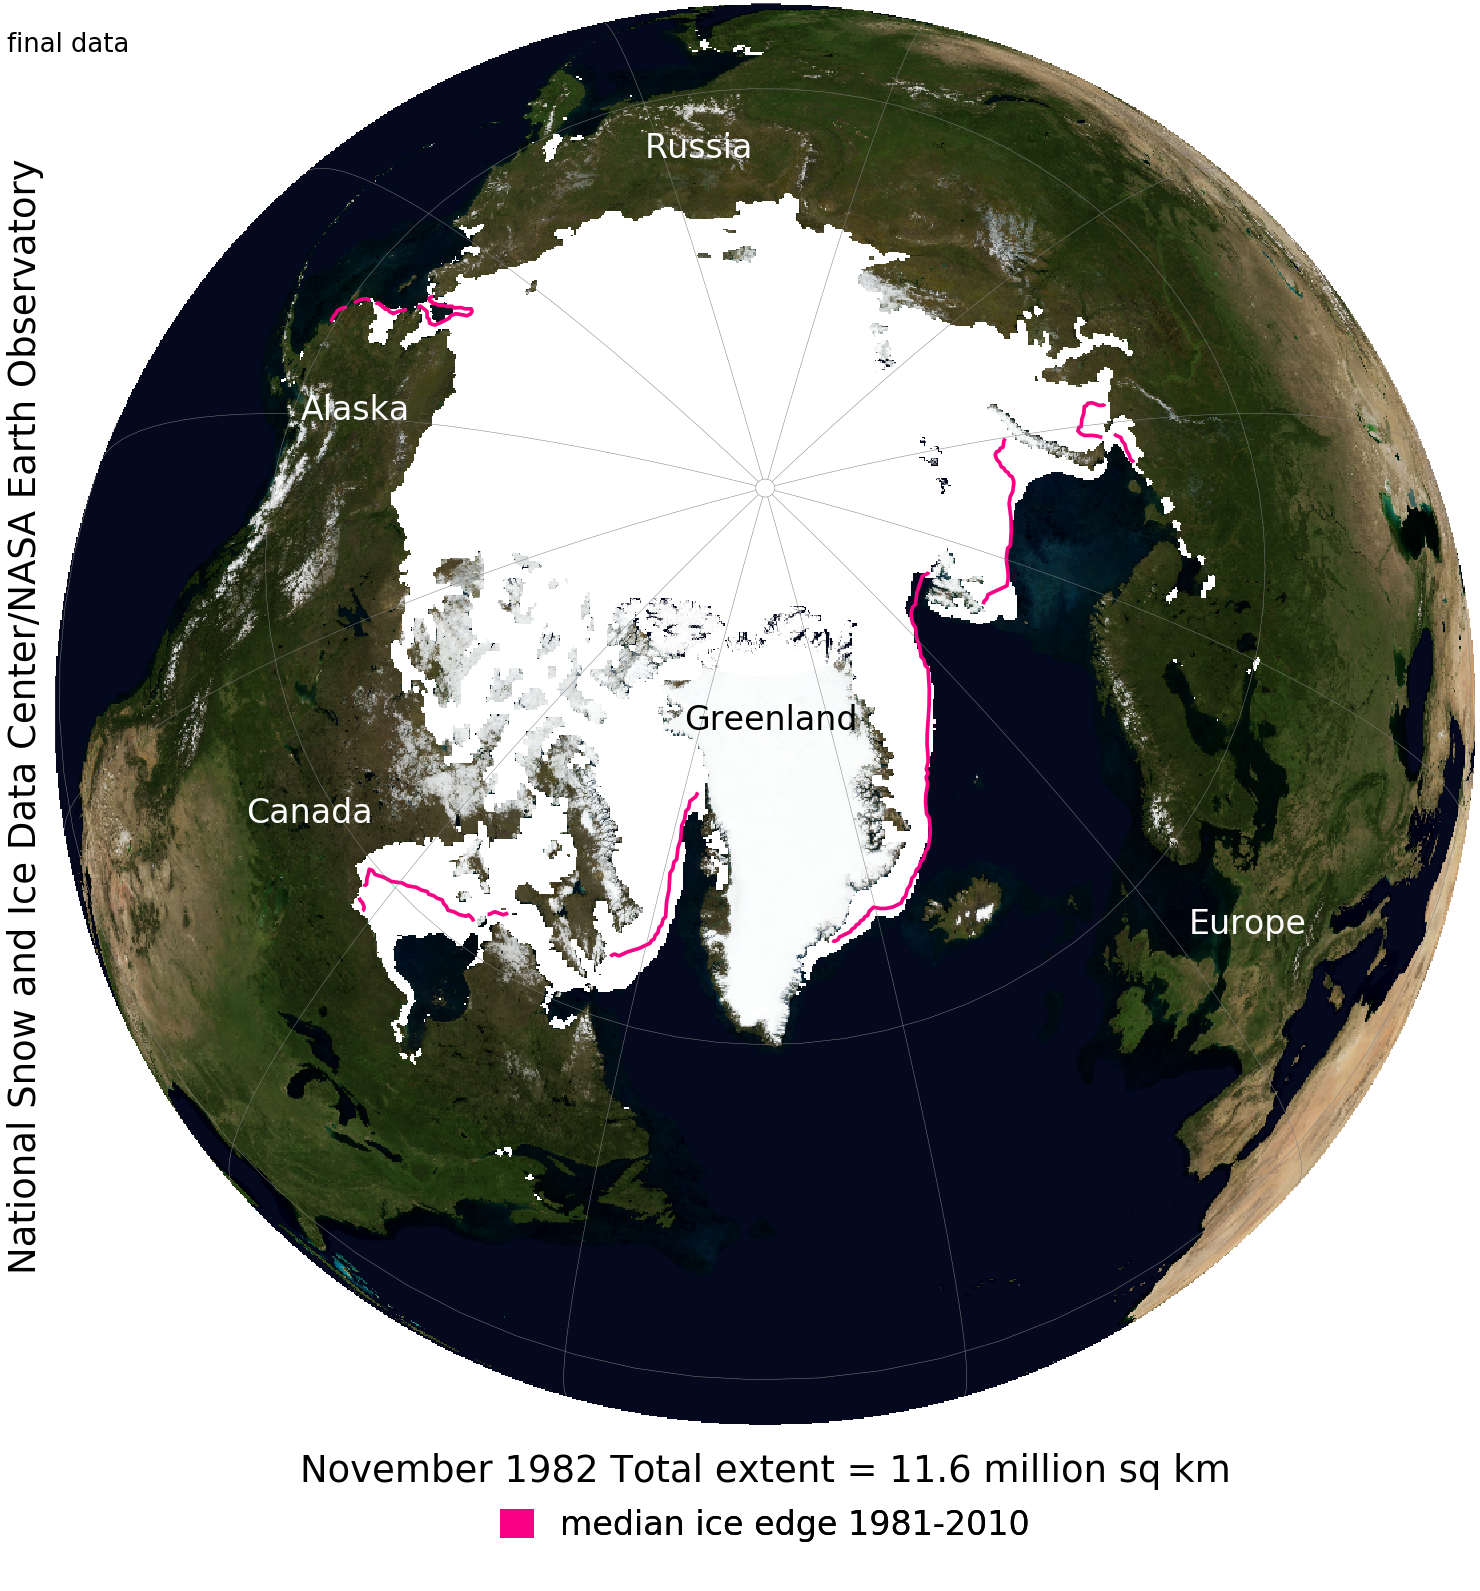 final data
National Snow and Ice Data Center/NASA Earth Observatory
Russia
Alaska
Greenland
Canada
Europe
November 1982 Total extent = 11.6 million sq km
median ice edge 1981-2010